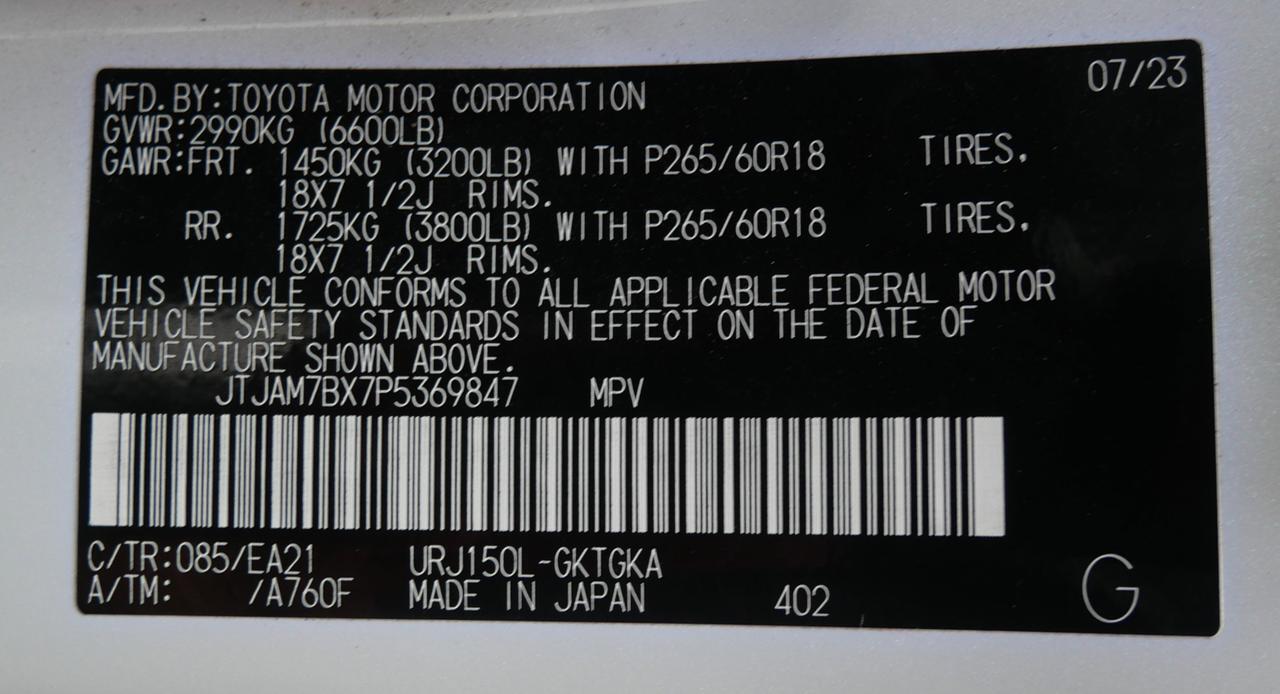 07/23
MFD.BY:TOYOTA MOTOR CORPORATION
GVWR:2990KG (6600LB)
GAWR:FRT. 1450KG (3200LB) WITH P265/60R18 TIRES.
18X7 1/2J RIMS.
RR. 1725KG (3800LB) WITH P265/60R18 TIRES.
18X7 1/2J RIMS.
THIS VEHICLE CONFORMS TO ALL APPLICABLE FEDERAL MOTOR
VEHICLE SAFETY STANDARDS IN EFFECT ON THE DATE OF
MANUFACTURE SHOWN ABOVE.
JTJAM7BX7P5369847 MPV
C/TR:085/EA21 URJ150L-GKTGKA
A/TM: /A760F MADE IN JAPAN 402
G